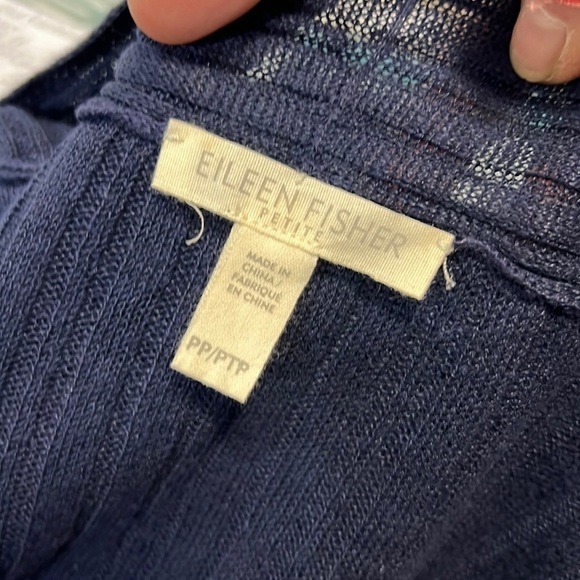 EILEEN FISHER
PETITE
MADE IN
CHINA/
FABRIQUÉ
EN CHINE
PP/PTP